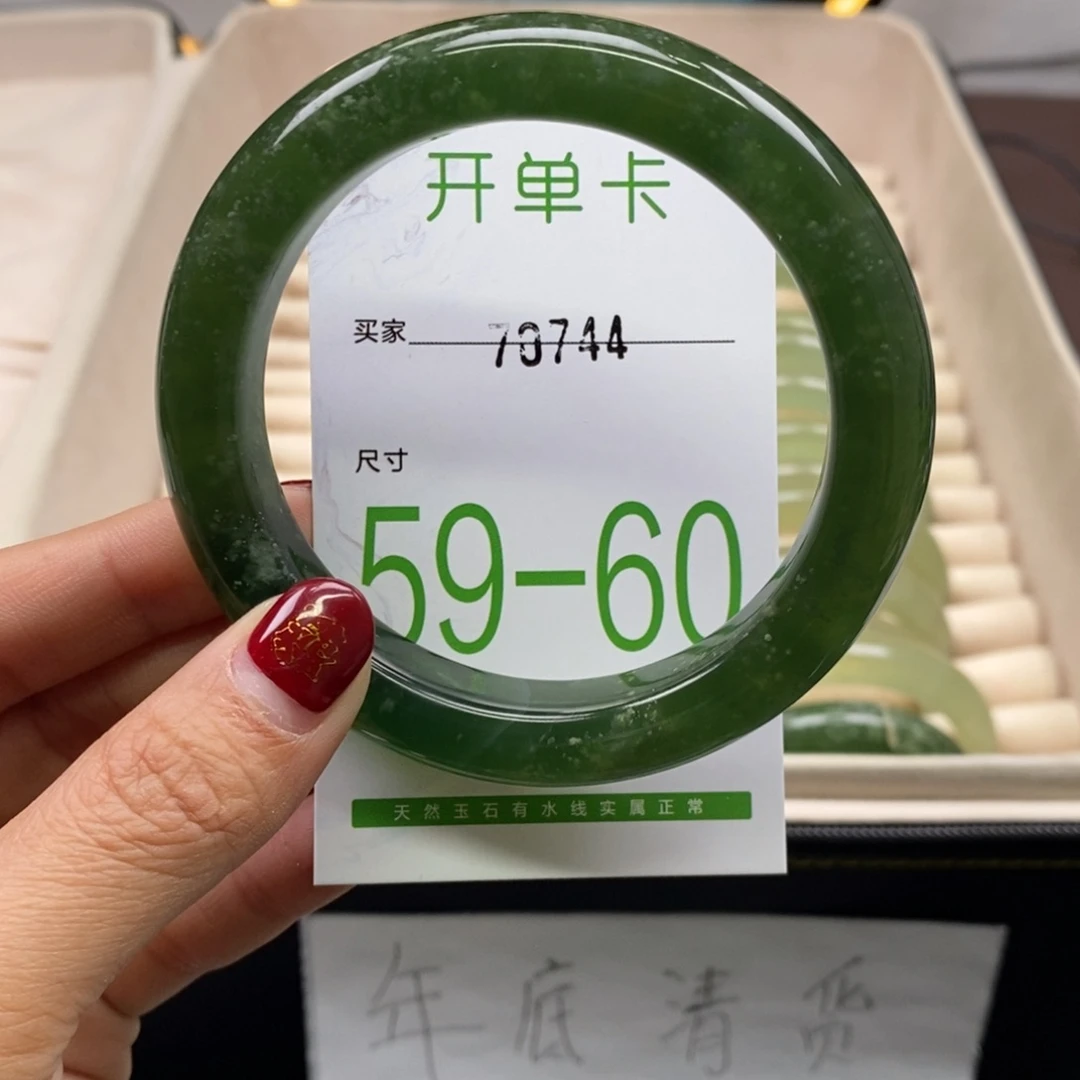 开单卡
买家 79744
尺寸
59-60
天然玉石有水线实属正常
年底清货